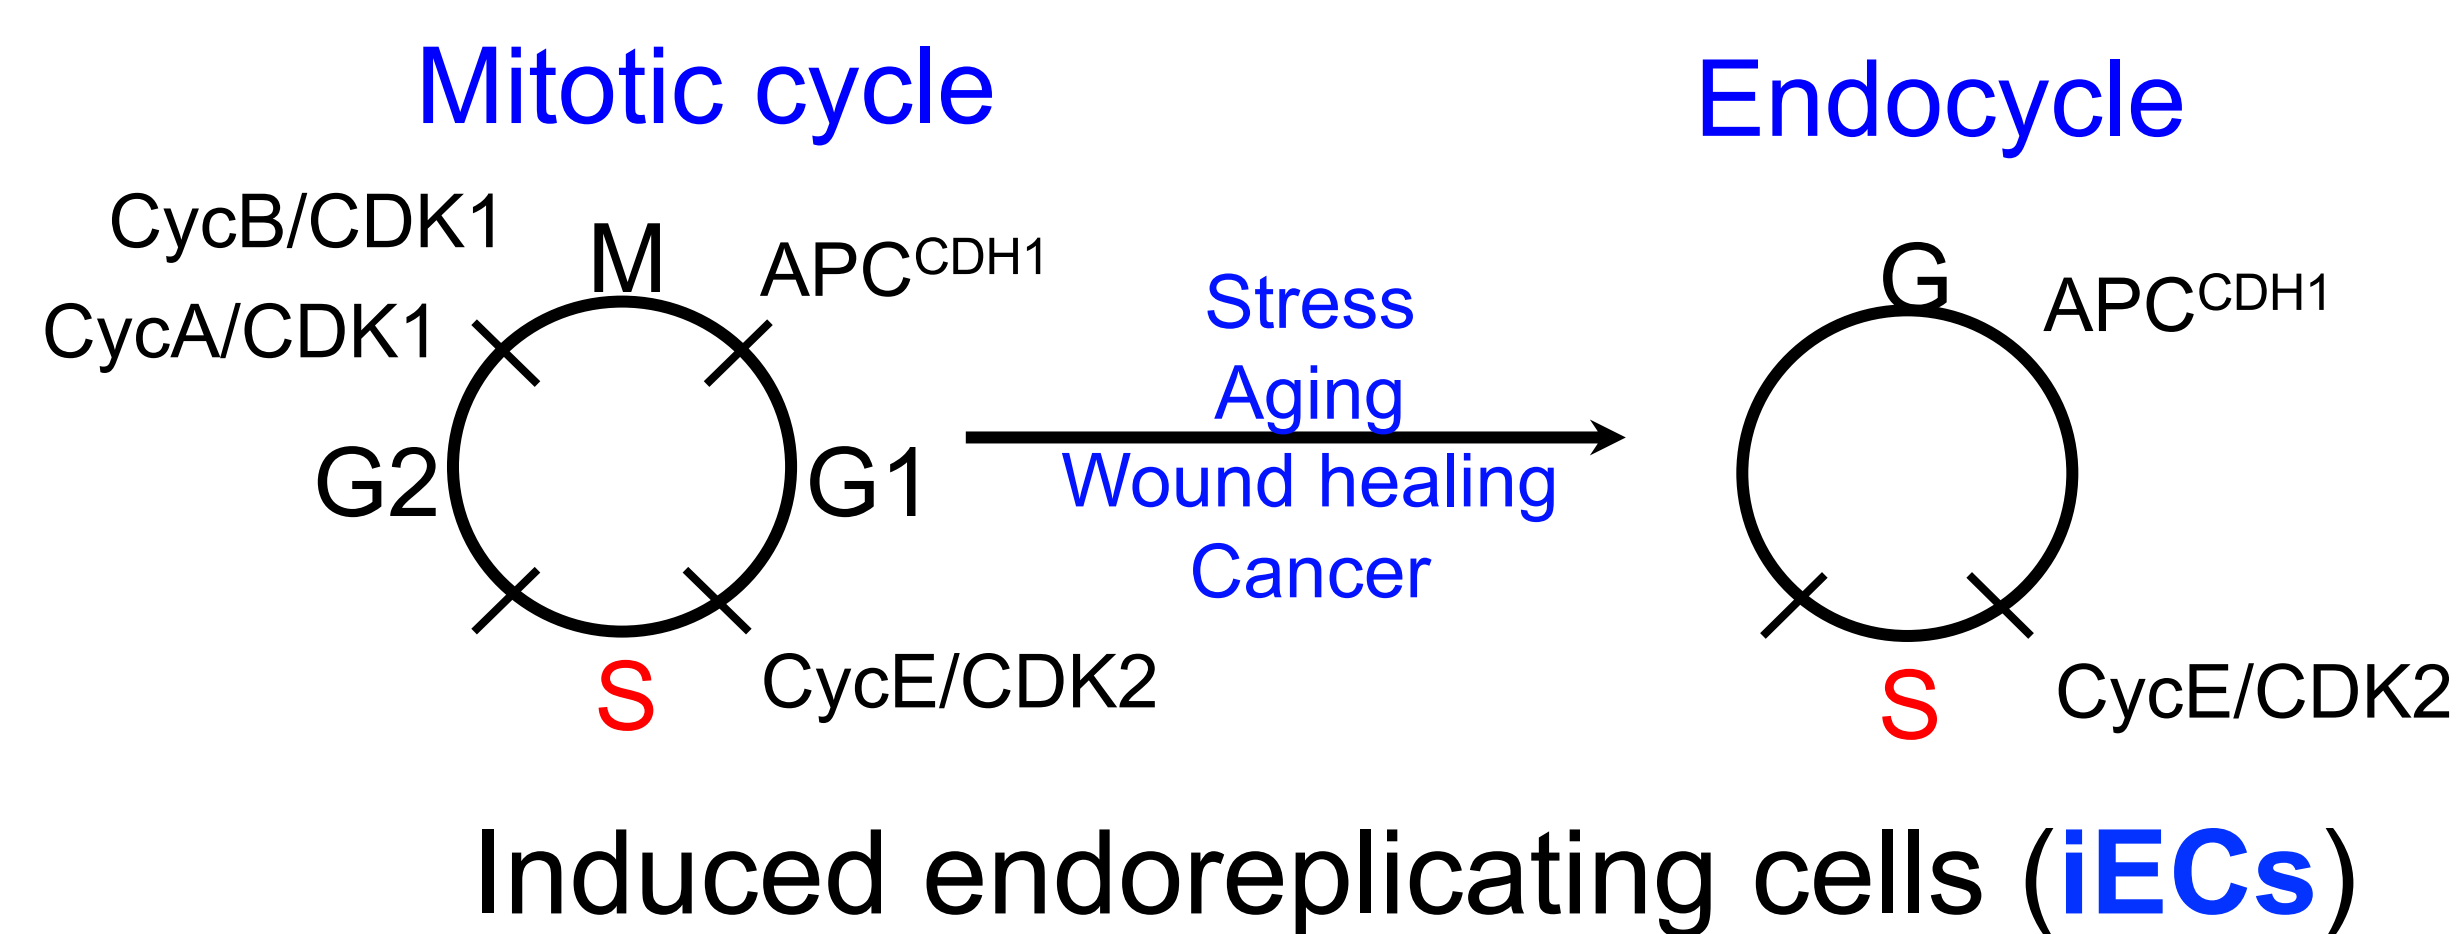 Mitotic cycle
CycB/CDK1
CycA/CDK1
M
APCCDH1
G2
G1
S
CycE/CDK2
Stress
Aging
Wound healing
Cancer
Endocycle
G
APCCDH1
S
CycE/CDK2
Induced endoreplicating cells (iECs)